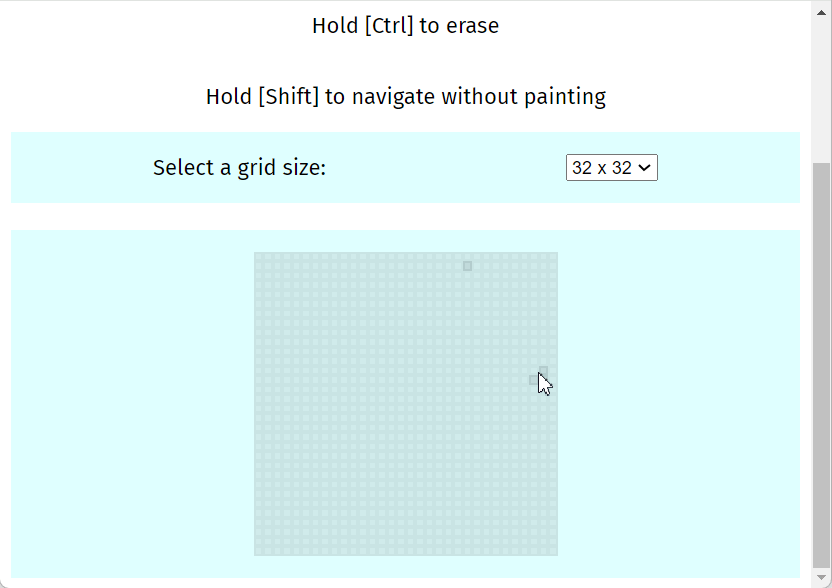 Hold [Ctrl] to erase
Hold [Shift] to navigate without painting
Select a grid size:
32 x 32